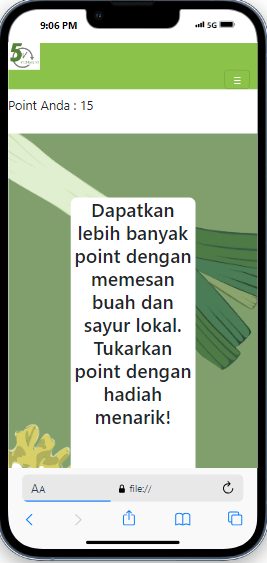 9:06 PM
5G
5
Point Anda : 15
Dapatkan
lebih banyak
point dengan
memesan
buah dan
sayur lokal.
Tukarkan
point dengan
hadiah
menarik!
AA
file://